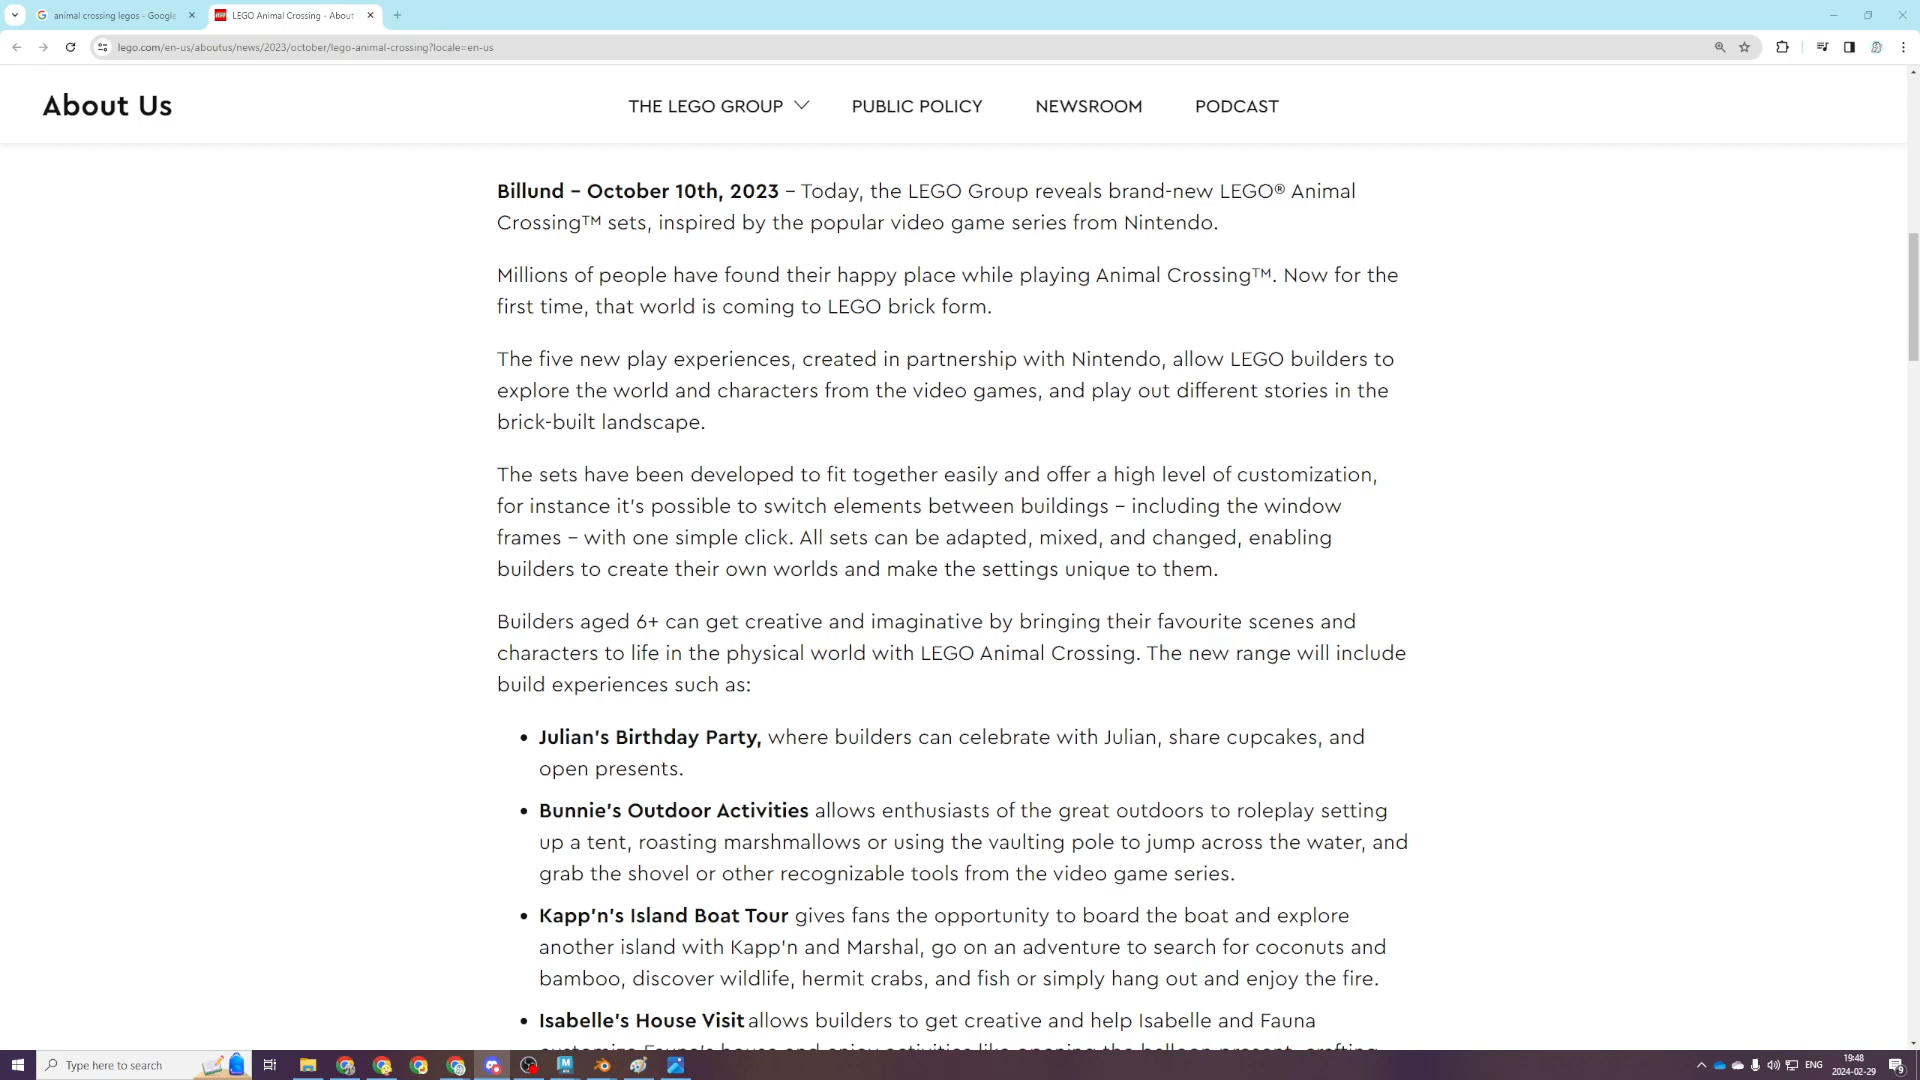 animal crossing legos - Google
LEGO Animal Crossing - About
lego.com/en-us/aboutus/news/2023/october/lego-animal-crossing?locale=en-us
About Us
THE LEGO GROUP
PUBLIC POLICY
NEWSROOM
PODCAST
Billund – October 10th, 2023 – Today, the LEGO Group reveals brand-new LEGO® Animal
Crossing™ sets, inspired by the popular video game series from Nintendo.
Millions of people have found their happy place while playing Animal Crossing™. Now for the
first time, that world is coming to LEGO brick form.
The five new play experiences, created in partnership with Nintendo, allow LEGO builders to
explore the world and characters from the video games, and play out different stories in the
brick-built landscape.
The sets have been developed to fit together easily and offer a high level of customization,
for instance it's possible to switch elements between buildings – including the window
frames – with one simple click. All sets can be adapted, mixed, and changed, enabling
builders to create their own worlds and make the settings unique to them.
Builders aged 6+ can get creative and imaginative by bringing their favourite scenes and
characters to life in the physical world with LEGO Animal Crossing. The new range will include
build experiences such as:
• Julian's Birthday Party, where builders can celebrate with Julian, share cupcakes, and
open presents.
• Bunnie's Outdoor Activities allows enthusiasts of the great outdoors to roleplay setting
up a tent, roasting marshmallows or using the vaulting pole to jump across the water, and
grab the shovel or other recognizable tools from the video game series.
• Kapp'n's Island Boat Tour gives fans the opportunity to board the boat and explore
another island with Kapp'n and Marshal, go on an adventure to search for coconuts and
bamboo, discover wildlife, hermit crabs, and fish or simply hang out and enjoy the fire.
• Isabelle's House Visit allows builders to get creative and help Isabelle and Fauna
customize Fauna's house and enjoy activities like opening the balloon present, crafting
Type here to search
ENG
19:48
2024-02-29
9